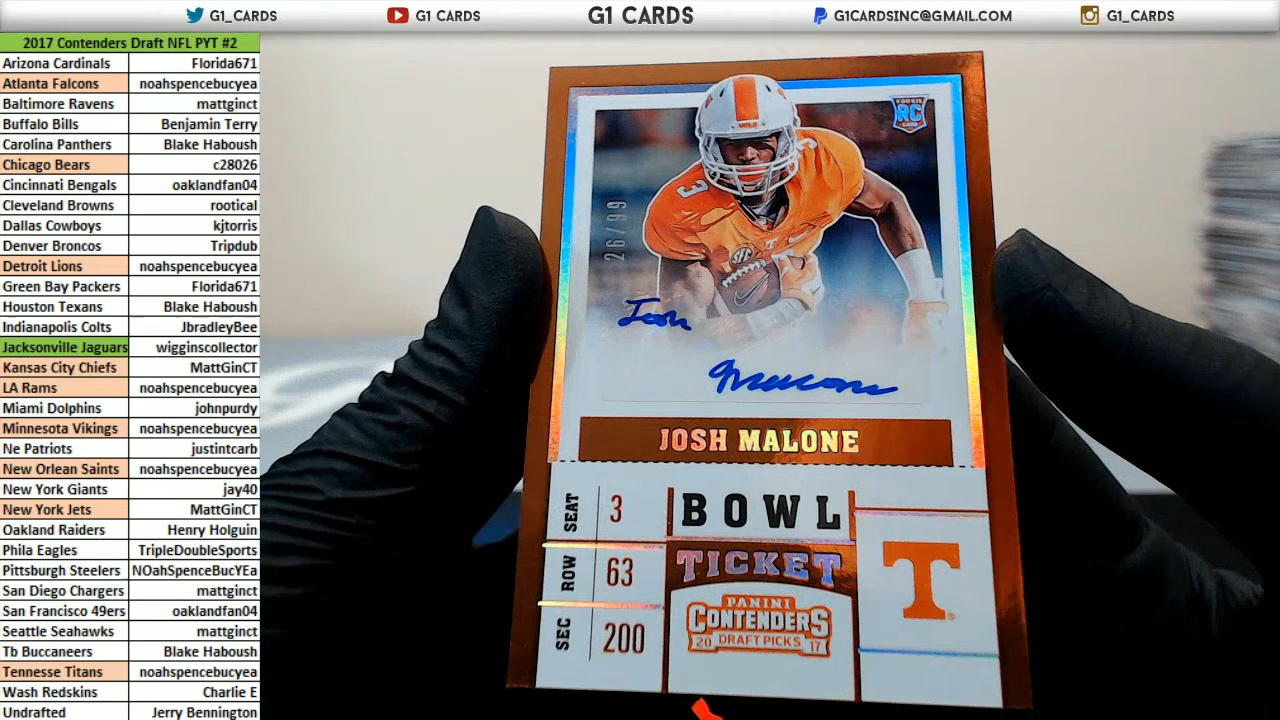 G1_CARDS
G1 CARDS
G1 CARDS
G1CARDSINC@GMAIL.COM
G1_CARDS
2017 Contenders Draft NFL PYT #2
Arizona Cardinals Florida671
Atlanta Falcons noahspencebucyea
Baltimore Ravens mattginct
Buffalo Bills Benjamin Terry
Carolina Panthers Blake Haboush
Chicago Bears c28026
Cincinnati Bengals oaklandfan04
Cleveland Browns rootical
Dallas Cowboys kjtorris
Denver Broncos Tripdub
Detroit Lions noahspencebucyea
Green Bay Packers Florida671
Houston Texans Blake Haboush
Indianapolis Colts JbradleyBee
Jacksonville Jaguars wigginscollector
Kansas City Chiefs MattGinCT
LA Rams noahspencebucyea
Miami Dolphins johnpurdy
Minnesota Vikings noahspencebucyea
Ne Patriots justintcarb
New Orlean Saints noahspencebucyea
New York Giants jay40
New York Jets MattGinCT
Oakland Raiders Henry Holguin
Phila Eagles TripleDoubleSports
Pittsburgh Steelers NOahSpenceBucYEa
San Diego Chargers mattginct
San Francisco 49ers oaklandfan04
Seattle Seahawks mattginct
Tb Buccaneers Blake Haboush
Tennesse Titans noahspencebucyea
Wash Redskins Charlie E
Undrafted Jerry Bennington
ROOKIE
RC
CARD
3
3
T
SEC
26/99
Josh
Malone
JOSH MALONE
SEAT 3
ROW 63
SEC 200
BOWL
TICKET
PANINI
CONTENDERS
20 DRAFT PICKS 17
T